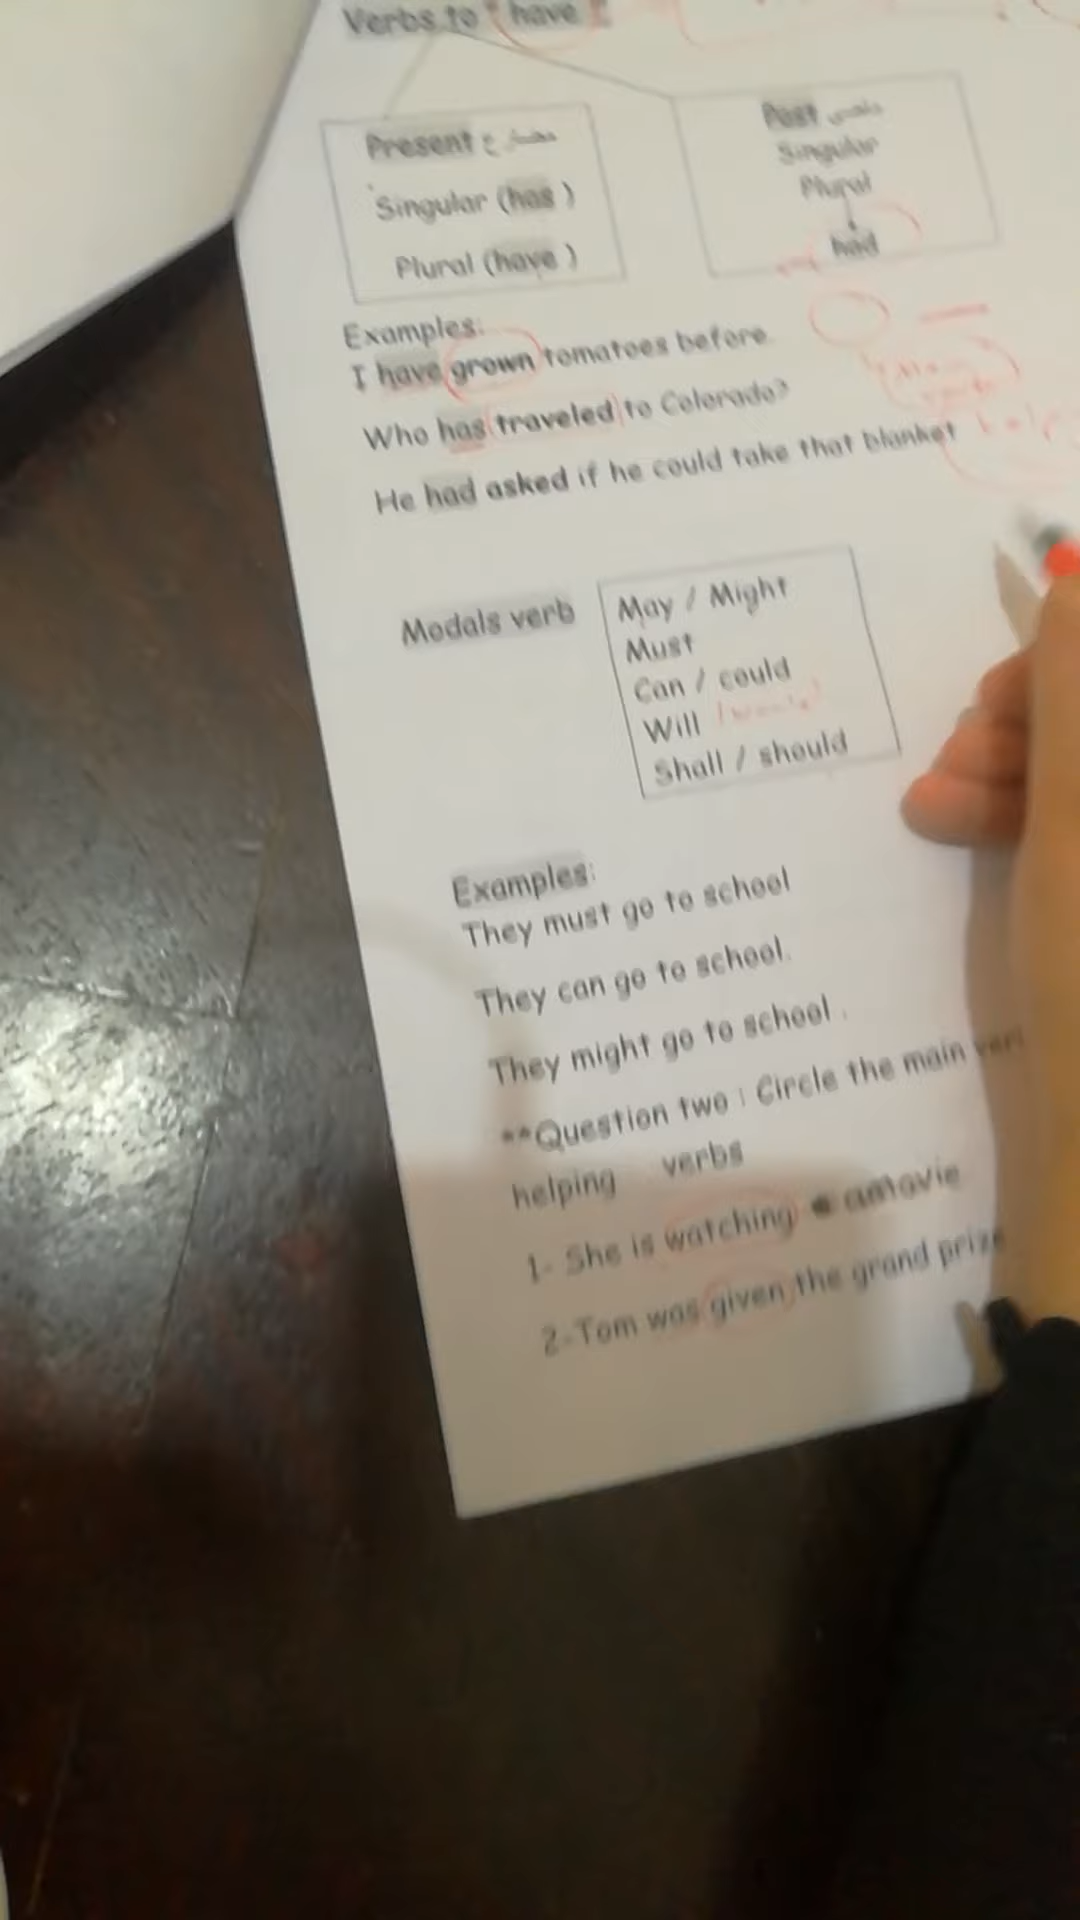 Verbs to " have "
Present مضارع
Singular (has )
Plural (have )
Past ماضي
Singular
Plural
had
Examples:
I have grown tomatoes before
Who has traveled to Colorado?
He had asked if he could take that blanket
Modals verb
May / Might
Must
Can / could
Will
Shall / should
Examples:
They must go to school
They can go to school.
They might go to school .
**Question two : Circle the main
helping verbs
1- She is watching a movie
2-Tom was given the grand prize